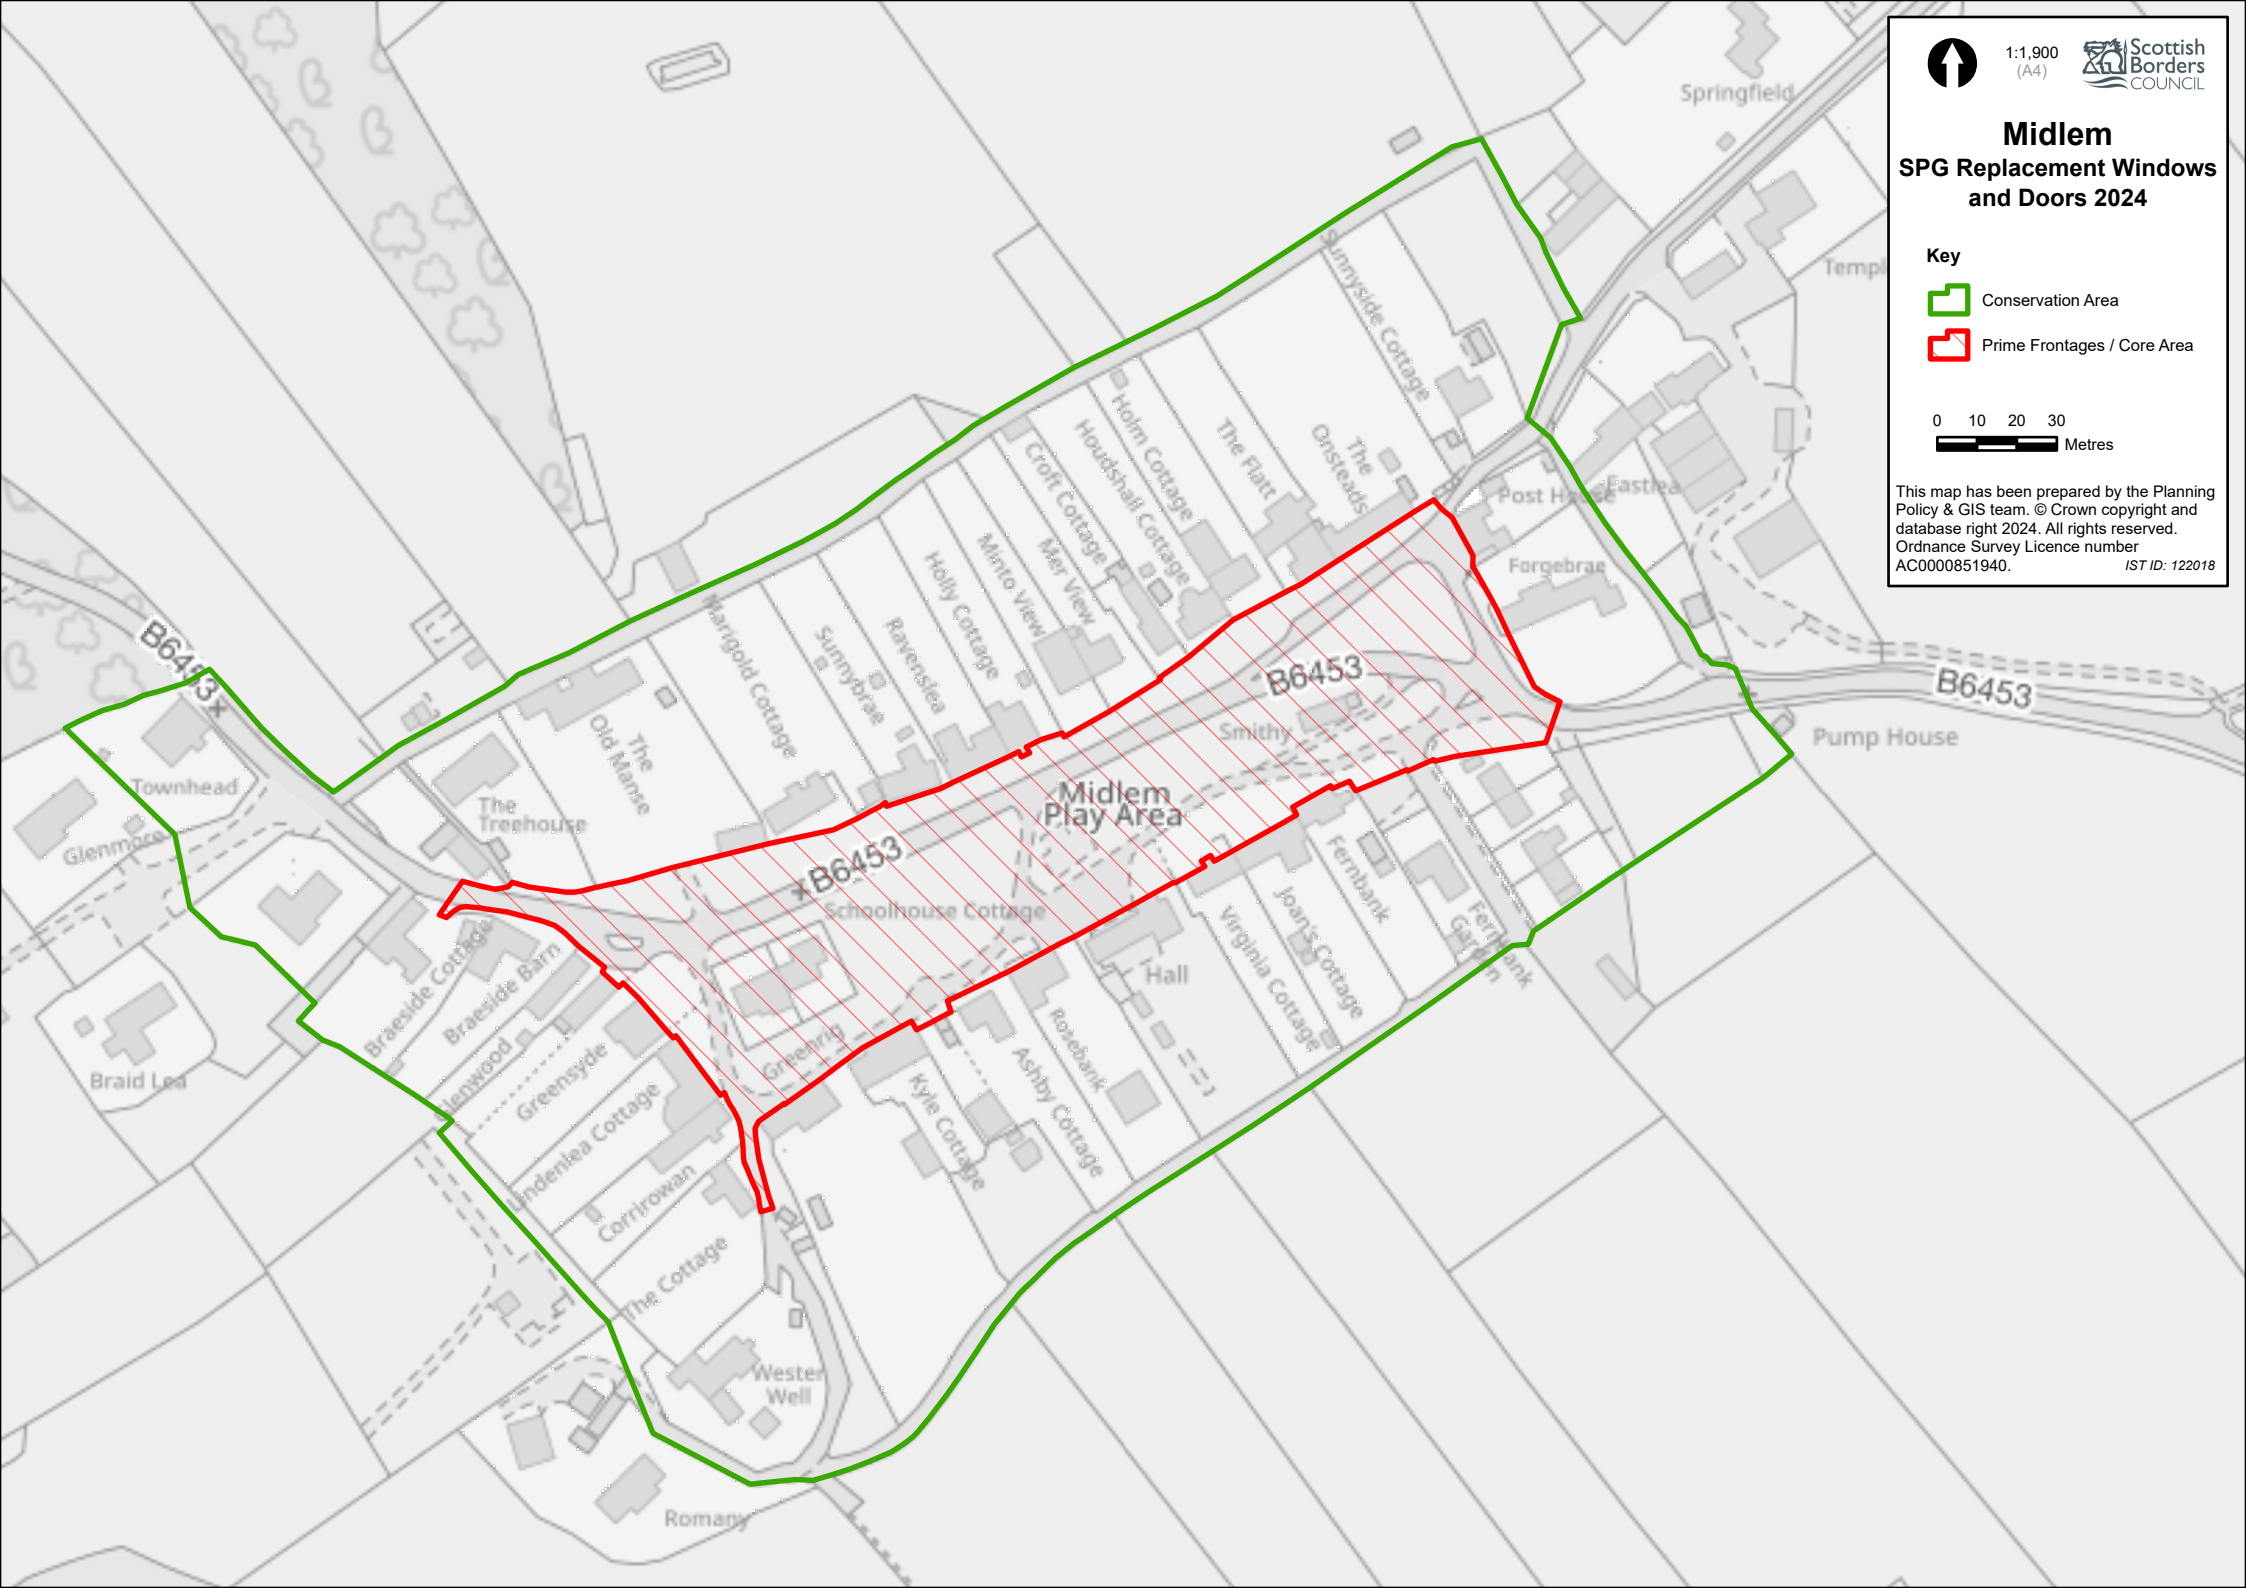 1:1,900
(A4)
Scottish
Borders
COUNCIL
Midlem
SPG Replacement Windows
and Doors 2024
Key
Conservation Area
Prime Frontages / Core Area
0 10 20 30
Metres
This map has been prepared by the Planning
Policy & GIS team. © Crown copyright and
database right 2024. All rights reserved.
Ordnance Survey Licence number
AC0000851940.
IST ID: 122018
Springfield
Sunnyside Cottage
Holm Cottage
Houdshall Cottage
Croft Cottage
The Flatt
The
Onsteads
Post House
Eastlea
Forgebrae
Mer View
Minto View
Holly Cottage
Ravenslea
Sunnybrae
Marigold Cottage
The
Old Manse
The
Treehouse
B6453
Townhead
Glenmore
B6453
Smithy
B6453
Pump House
Midlem
Play Area
B6453
Schoolhouse Cottage
Fernbank
Joan's Cottage
Virginia Cottage
Fernbank
Garden
Hall
Braeside Cottage
Braeside Barn
Glenwood
Greensyde
Lindenlea Cottage
Corrirowan
The Cottage
Greenrig
Kyle Cottage
Ashby Cottage
Rosebank
Braid Lea
Wester
Well
Romany